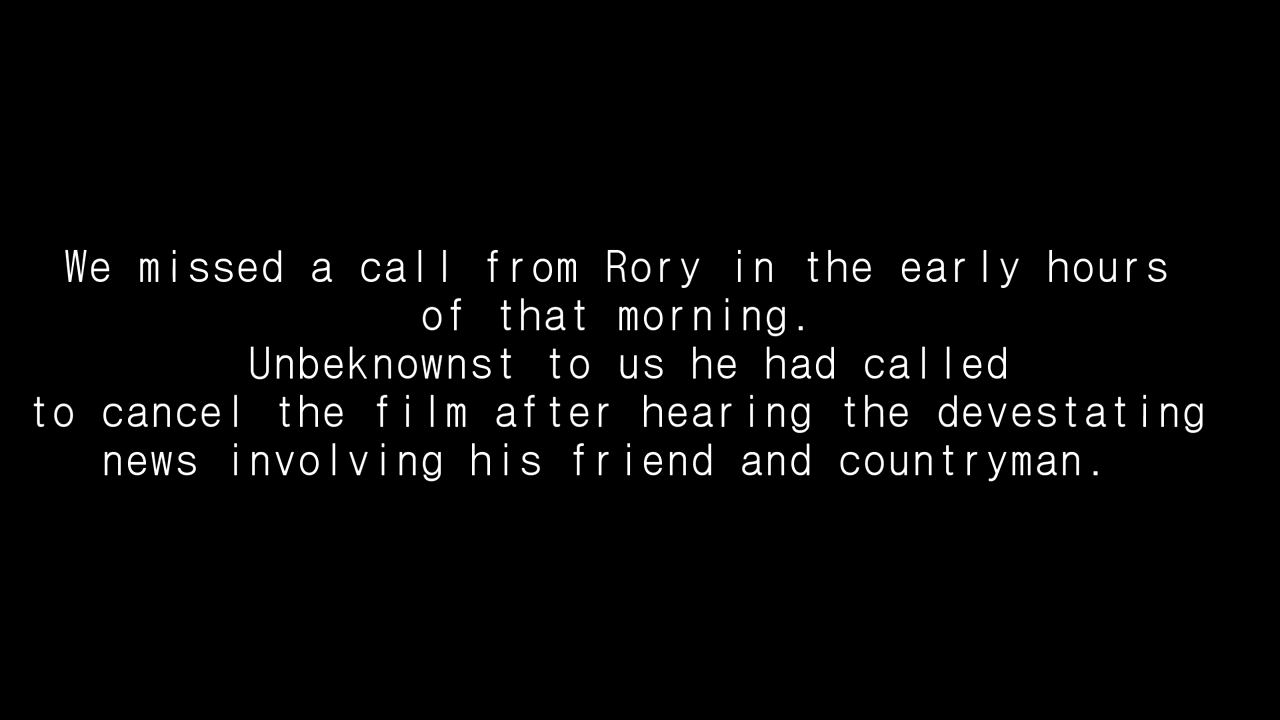 We missed a call from Rory in the early hours
of that morning.
Unbeknownst to us he had called
to cancel the film after hearing the devestating
news involving his friend and countryman.